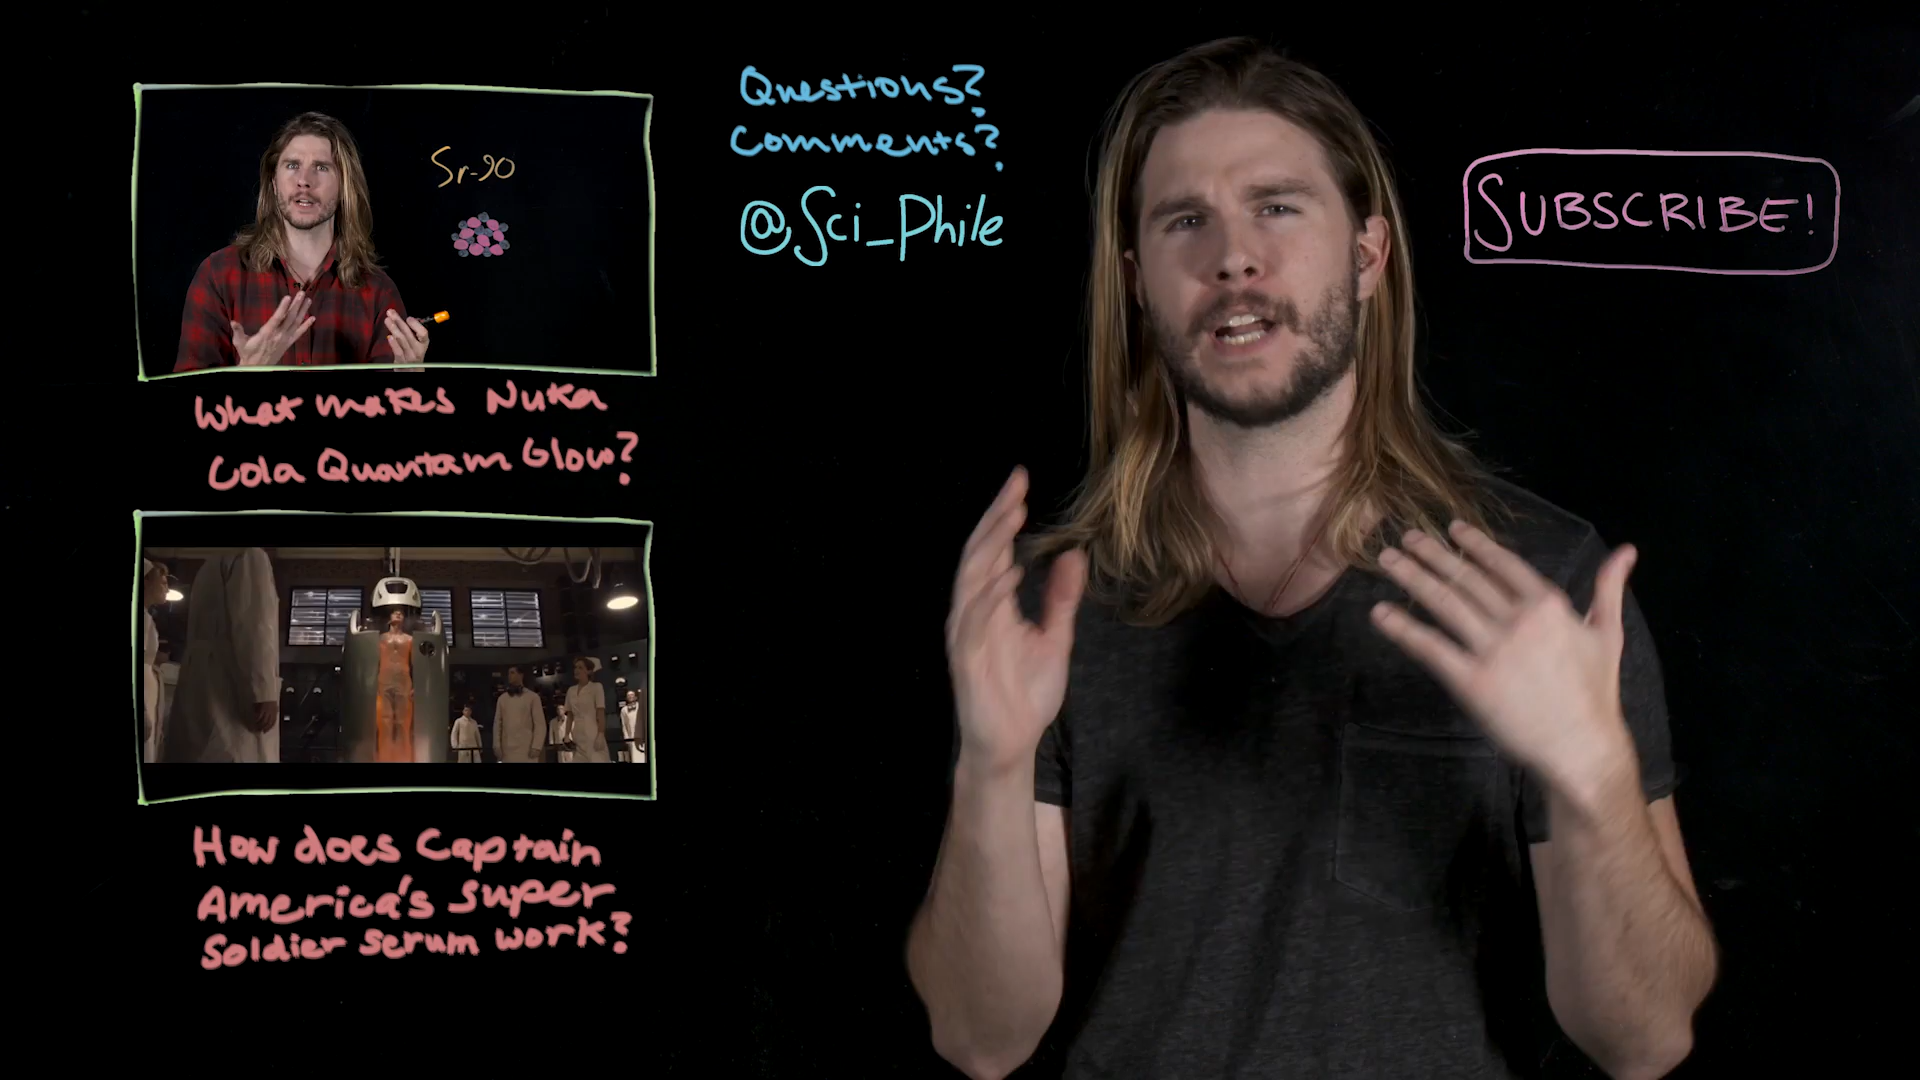 Sr-90
What makes Nuka
Cola Quantam Glow?
How does Captain
America's super
Soldier serum work?
Questions?
Comments?
@Sci_Phile
SUBSCRIBE!